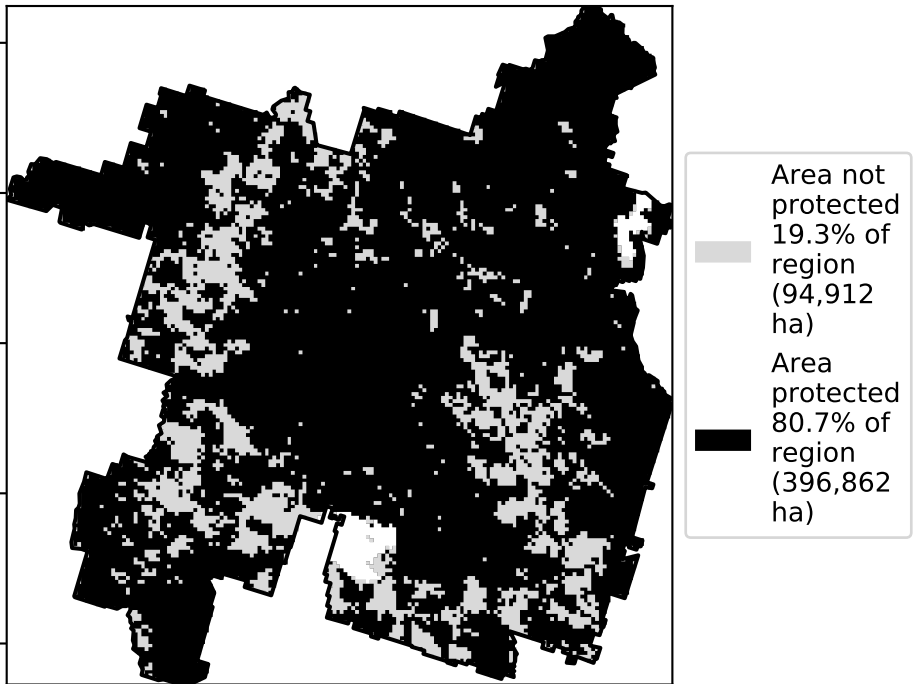 Area not
protected
19.3% of
region
(94,912
ha)
Area
protected
80.7% of
region
(396,862
ha)